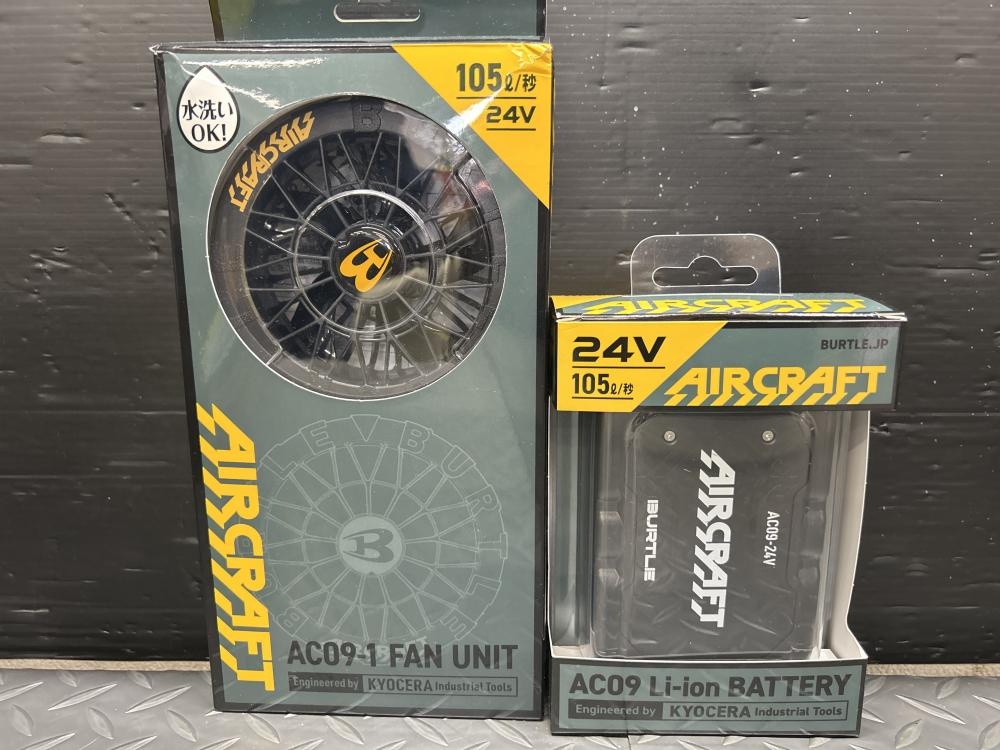 水洗い
OK!
105ℓ/秒
24V
AIRCRAFT
B
B
AIRCRAFT
LEVBURTLE
B
AC09-1 FAN UNIT
Engineered by KYOCERA Industrial Tools
AIRCRAFT
24V
105ℓ/秒
BURTLE.JP
AIRCRAFT
BURTLE
AIRCRAFT
AC09-24V
AC09 Li-ion BATTERY
Engineered by KYOCERA Industrial Tools